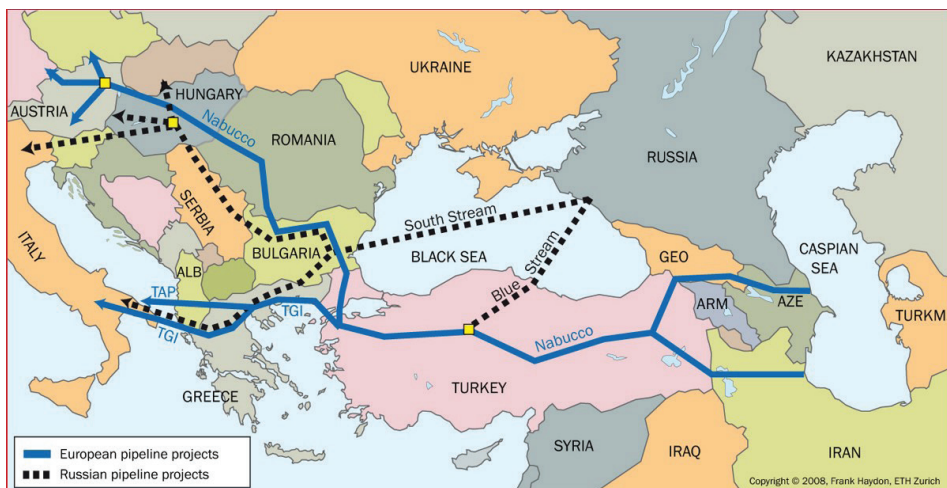 KAZAKHSTAN
UKRAINE
AUSTRIA
HUNGARY
Nabucco
ROMANIA
RUSSIA
SERBIA
South Stream
ITALY
BULGARIA
BLACK SEA
CASPIAN
SEA
GEO
ALB
Blue Stream
TAP
TGI
TGI
ARM
AZE
TURKM
Nabucco
TURKEY
GREECE
SYRIA
IRAQ
IRAN
European pipeline projects
Russian pipeline projects
Copyright © 2008, Frank Haydon, ETH Zurich